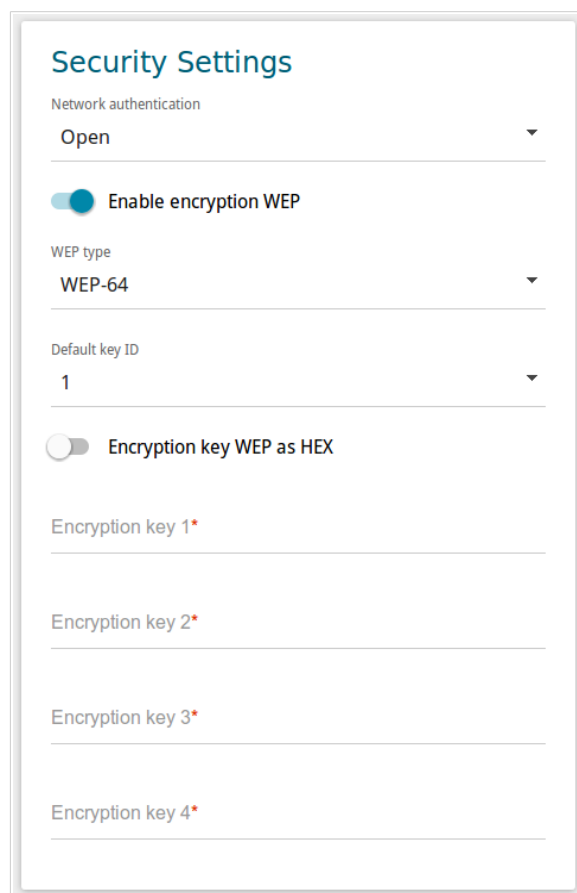 Security Settings
Network authentication
Open
Enable encryption WEP
WEP type
WEP-64
Default key ID
1
Encryption key WEP as HEX
Encryption key 1*
Encryption key 2*
Encryption key 3*
Encryption key 4*